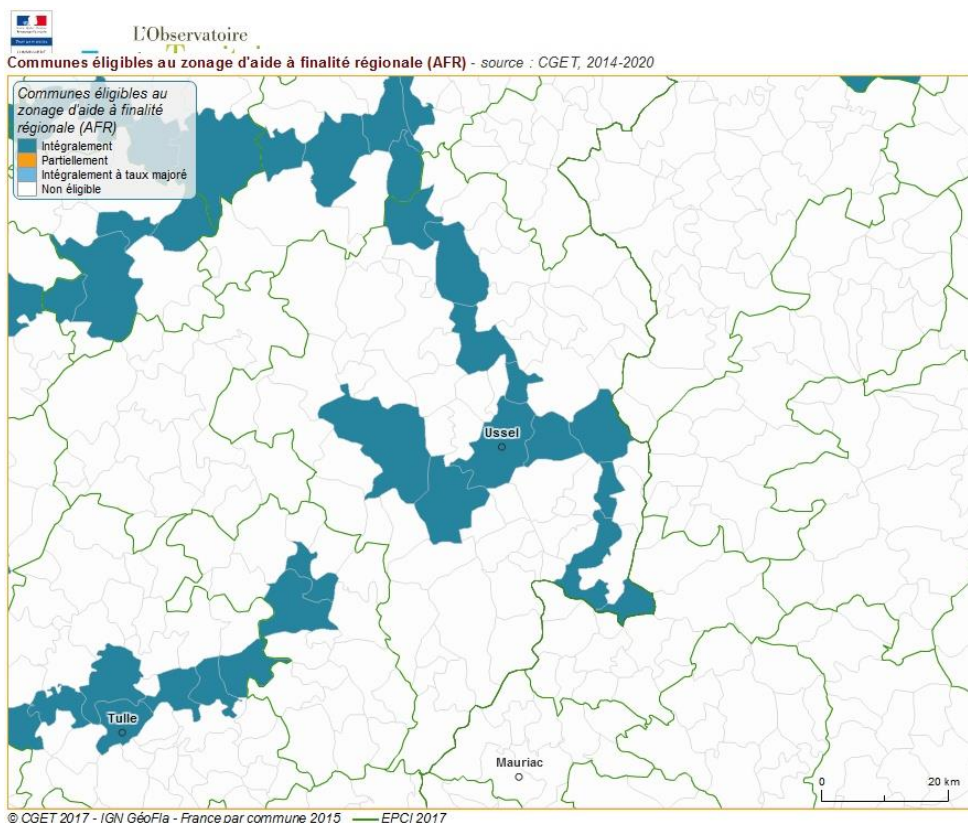 L'Observatoire
Communes éligibles au zonage d'aide à finalité régionale (AFR) - source : CGET, 2014-2020
Communes éligibles au
zonage d'aide à finalité
régionale (AFR)
Intégralement
Partiellement
Intégralement à taux majoré
Non éligible
Ussel
Tulle
Mauriac
0 20 km
© CGET 2017 - IGN GéoFla - France par commune 2015 EPCI 2017